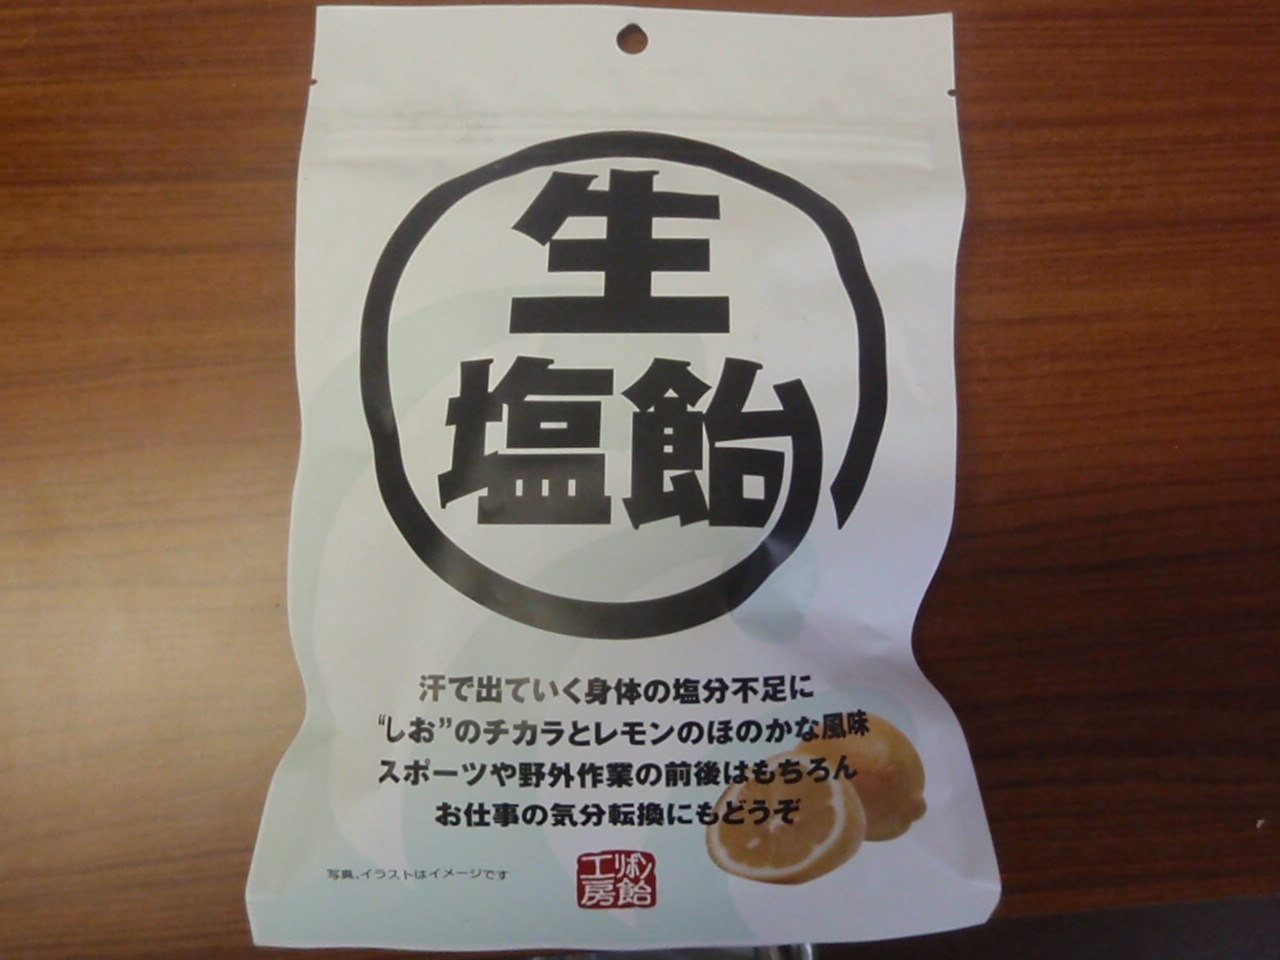 生
塩飴
汗で出ていく身体の塩分不足に
“しお”のチカラとレモンのほのかな風味
スポーツや野外作業の前後はもちろん
お仕事の気分転換にもどうぞ
写真、イラストはイメージです
リボン飴
工房